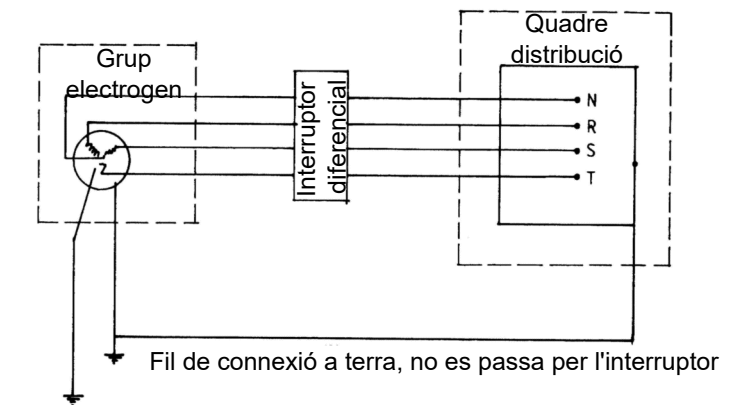 Grup
electrogen
Interruptor
diferencial
Quadre
distribució
N
R
S
T
Fil de connexió a terra, no es passa per l'interruptor